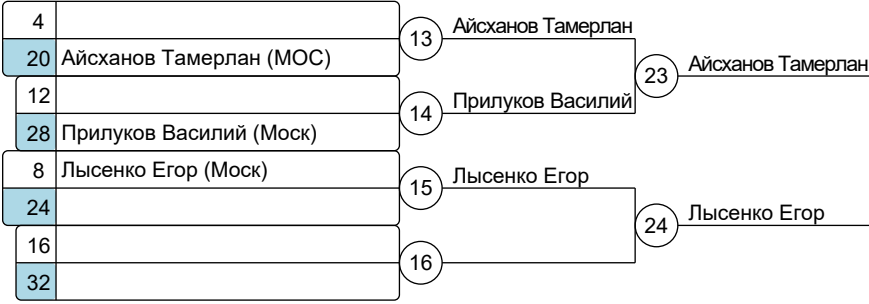 4
13 Айсханов Тамерлан
20 Айсханов Тамерлан (МОС)
23 Айсханов Тамерлан
12
14 Прилуков Василий
28 Прилуков Василий (Моск)
8 Лысенко Егор (Моск)
15 Лысенко Егор
24
24 Лысенко Егор
16
16
32